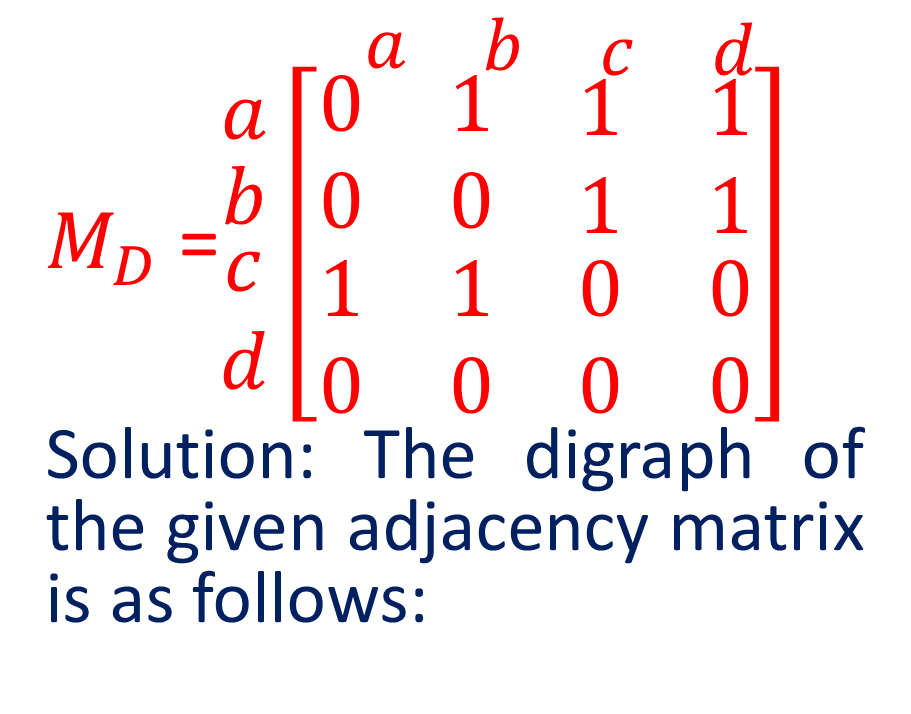 a b c d
a 0 1 1 1
b 0 0 1 1
M_D = c 1 1 0 0
d 0 0 0 0
Solution: The digraph of
the given adjacency matrix
is as follows: